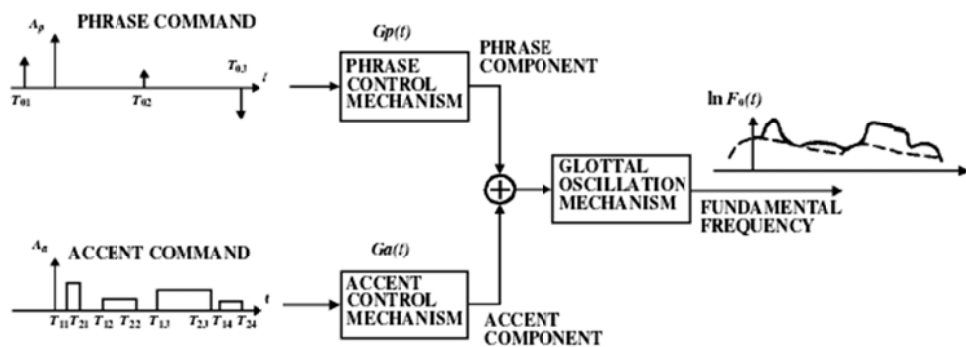 Ap
PHRASE COMMAND
T01
T02
T03
t
Gp(t)
PHRASE
CONTROL
MECHANISM
PHRASE
COMPONENT
ln F0(t)
GLOTTAL
OSCILLATION
MECHANISM
FUNDAMENTAL
FREQUENCY
Aa
ACCENT COMMAND
T11 T21 T12 T22 T13 T23 T14 T24
t
Ga(t)
ACCENT
CONTROL
MECHANISM
ACCENT
COMPONENT